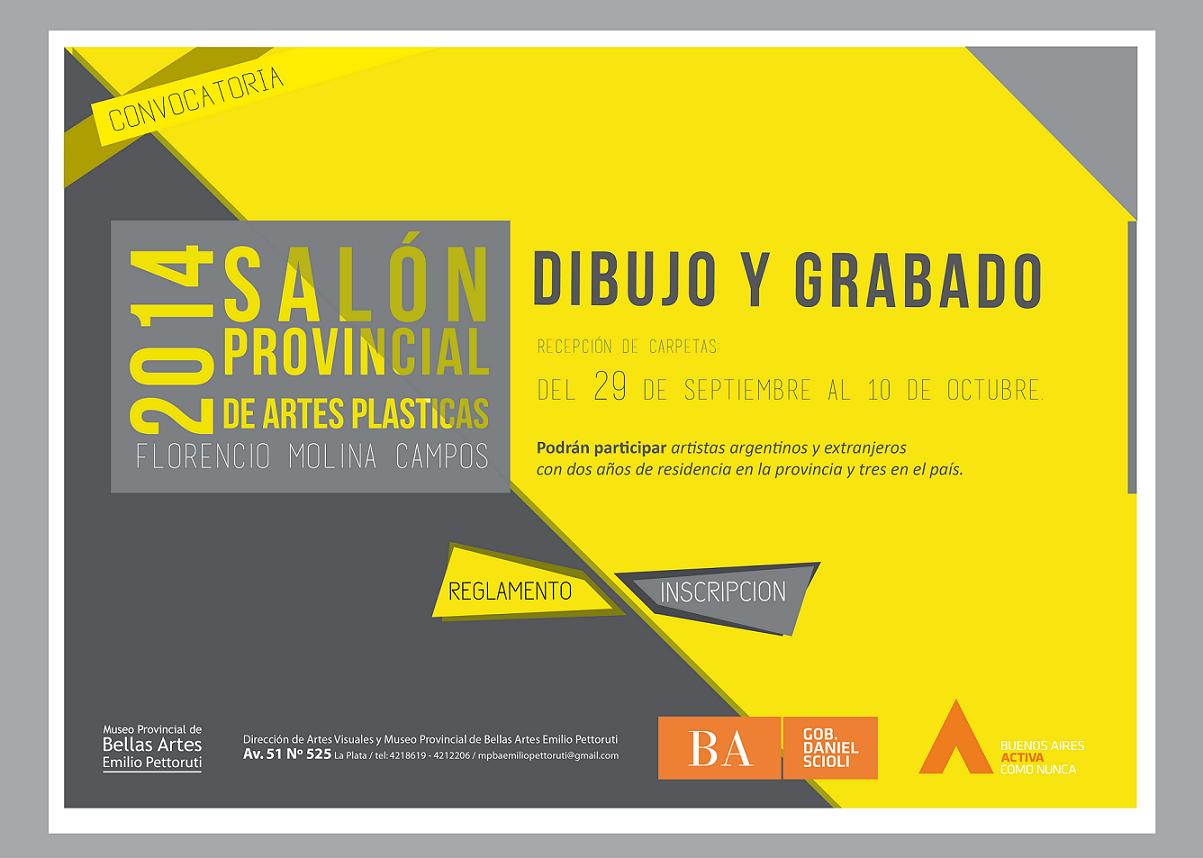 CONVOCATORIA
2014
SALÓN
PROVINCIAL
DE ARTES PLASTICAS
FLORENCIO MOLINA CAMPOS
DIBUJO Y GRABADO
RECEPCIÓN DE CARPETAS:
DEL 29 DE SEPTIEMBRE AL 10 DE OCTUBRE.
Podrán participar artistas argentinos y extranjeros
con dos años de residencia en la provincia y tres en el país.
REGLAMENTO
INSCRIPCION
Museo Provincial de
Bellas Artes
Emilio Pettoruti
Dirección de Artes Visuales y Museo Provincial de Bellas Artes Emilio Pettoruti
Av. 51 Nº 525 La Plata / tel: 4218619 - 4212206 / mpbaemiliopettoruti@gmail.com
BA
GOB.
DANIEL
SCIOLI
BUENOS AIRES
ACTIVA
COMO NUNCA